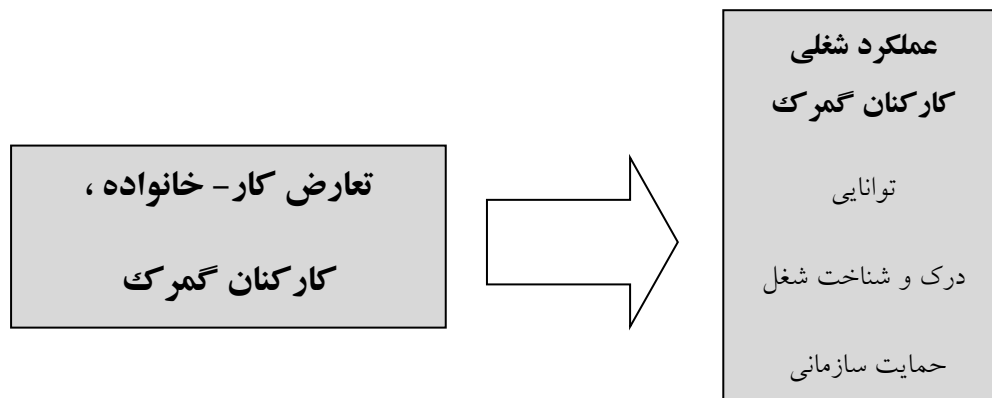 عملکرد شغلی
کارکنان گمرک
توانایی
درک و شناخت شغل
حمایت سازمانی
تعارض کار- خانواده ،
کارکنان گمرک